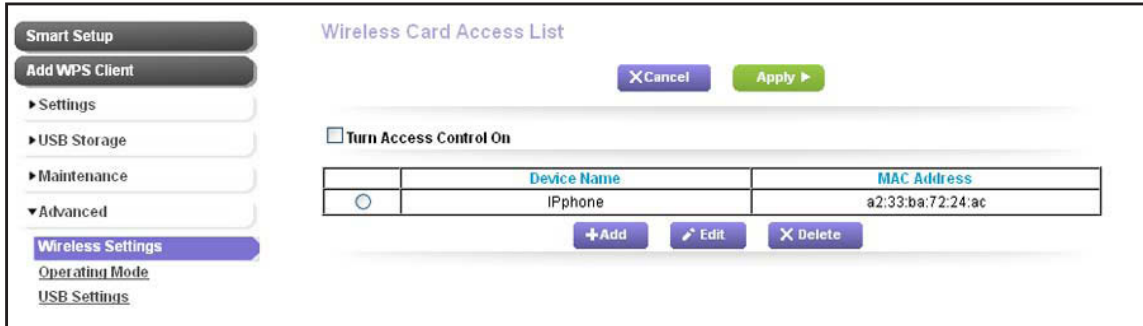 Smart Setup
Add WPS Client
Settings
USB Storage
Maintenance
Advanced
Wireless Settings
Operating Mode
USB Settings
Wireless Card Access List
Cancel Apply
Turn Access Control On
Device Name MAC Address
IPphone a2:33:ba:72:24:ac
Add Edit Delete